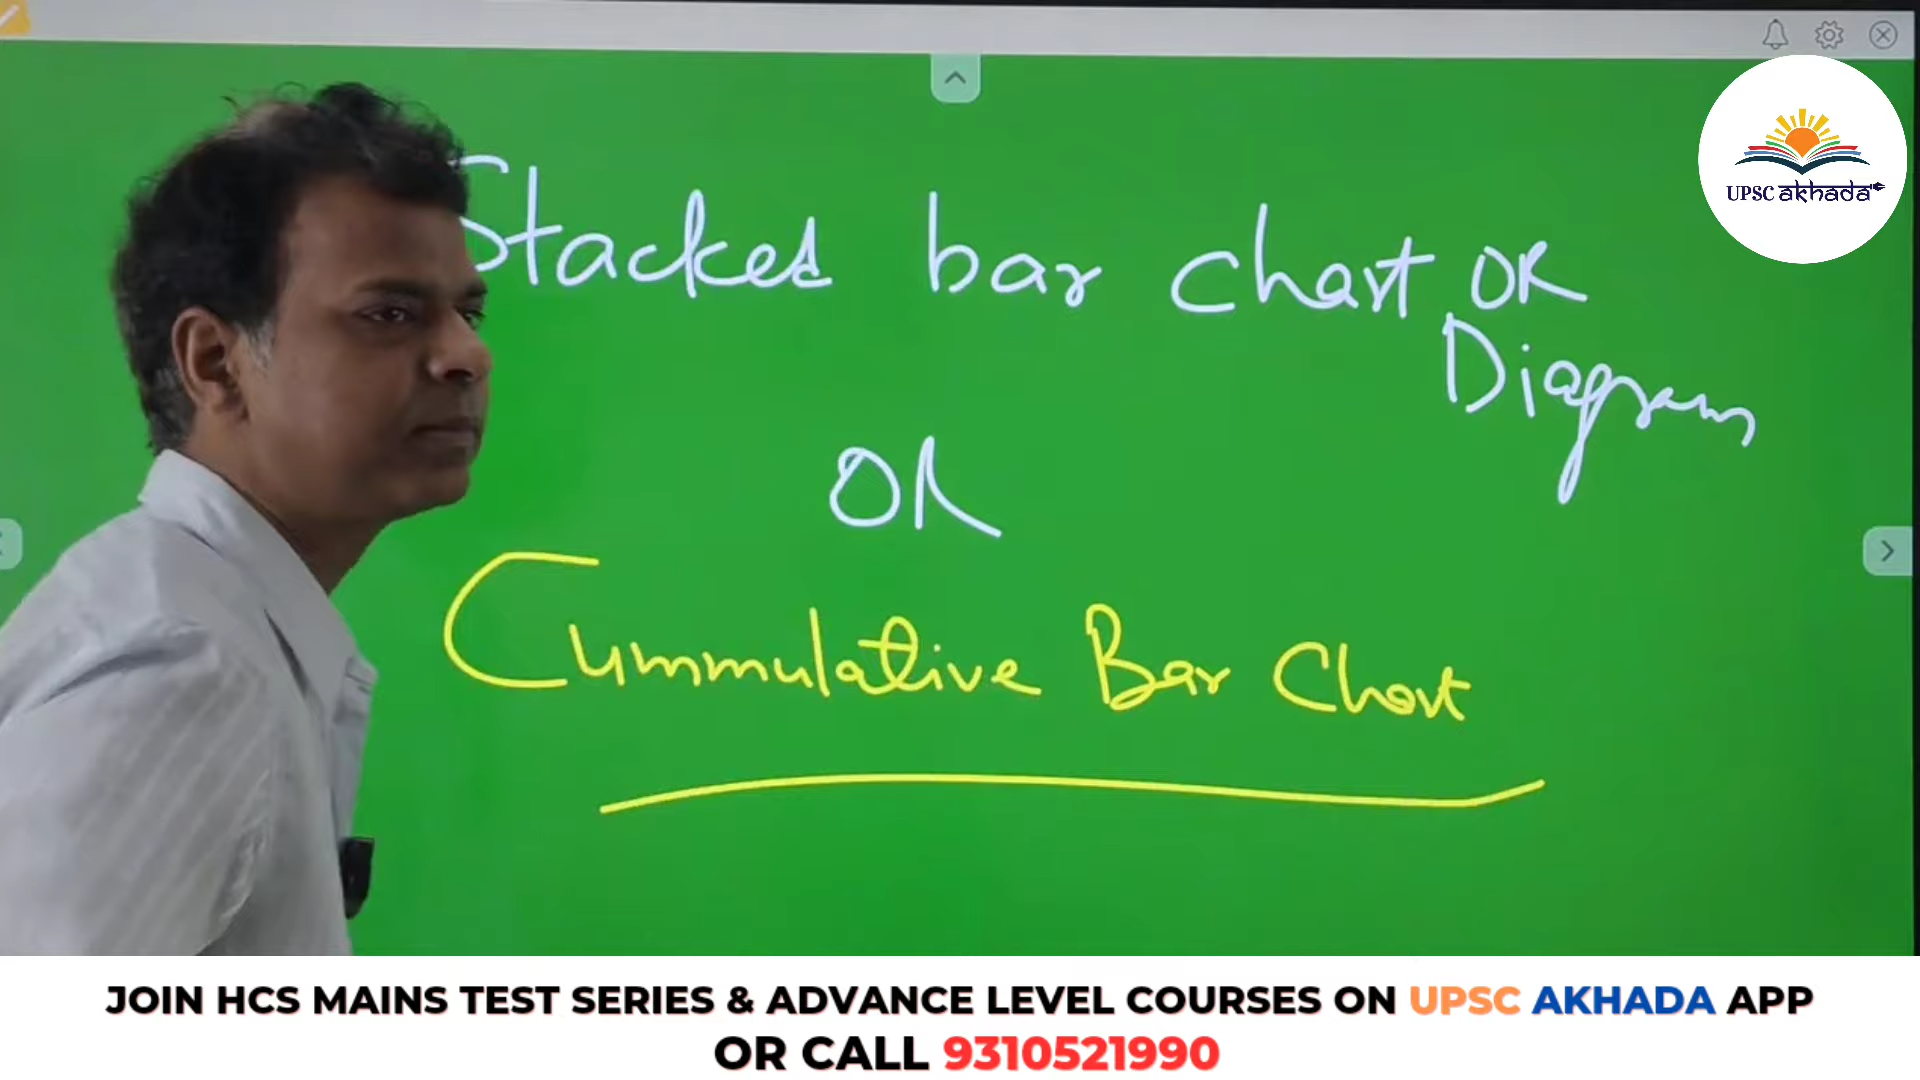 UPSC akhada
Stacked bar chart OR
Diagram
OR
Cummulative Bar Chart
JOIN HCS MAINS TEST SERIES & ADVANCE LEVEL COURSES ON UPSC AKHADA APP
OR CALL 9310521990